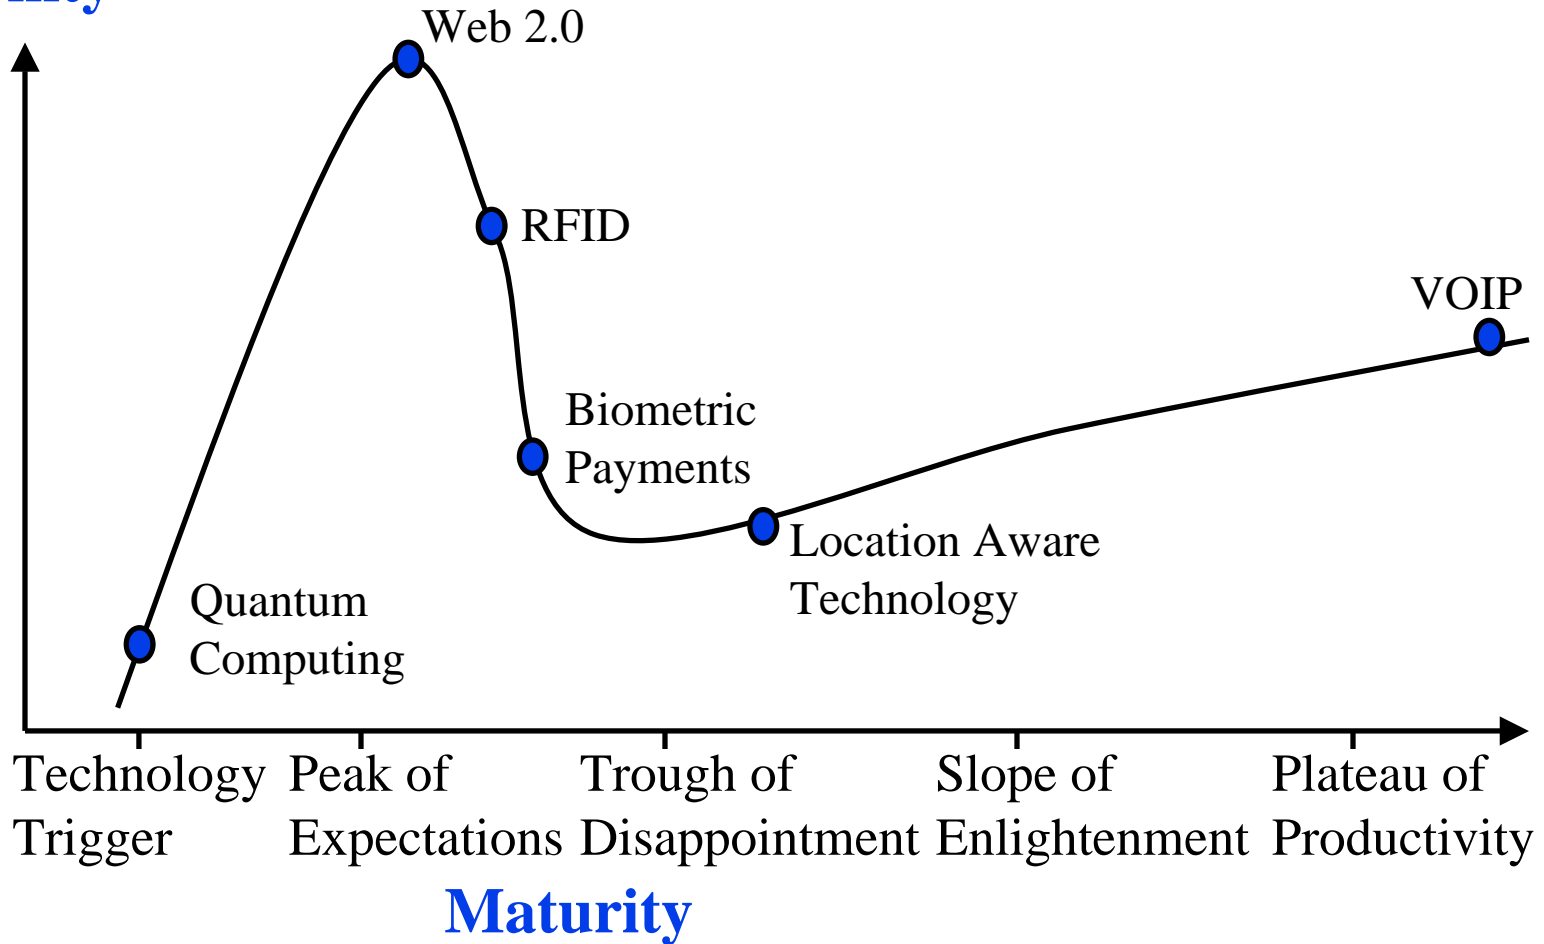 Web 2.0
RFID
VOIP
Biometric
Payments
Location Aware
Technology
Quantum
Computing
Technology
Trigger
Peak of
Expectations
Trough of
Disappointment
Slope of
Enlightenment
Plateau of
Productivity
Maturity